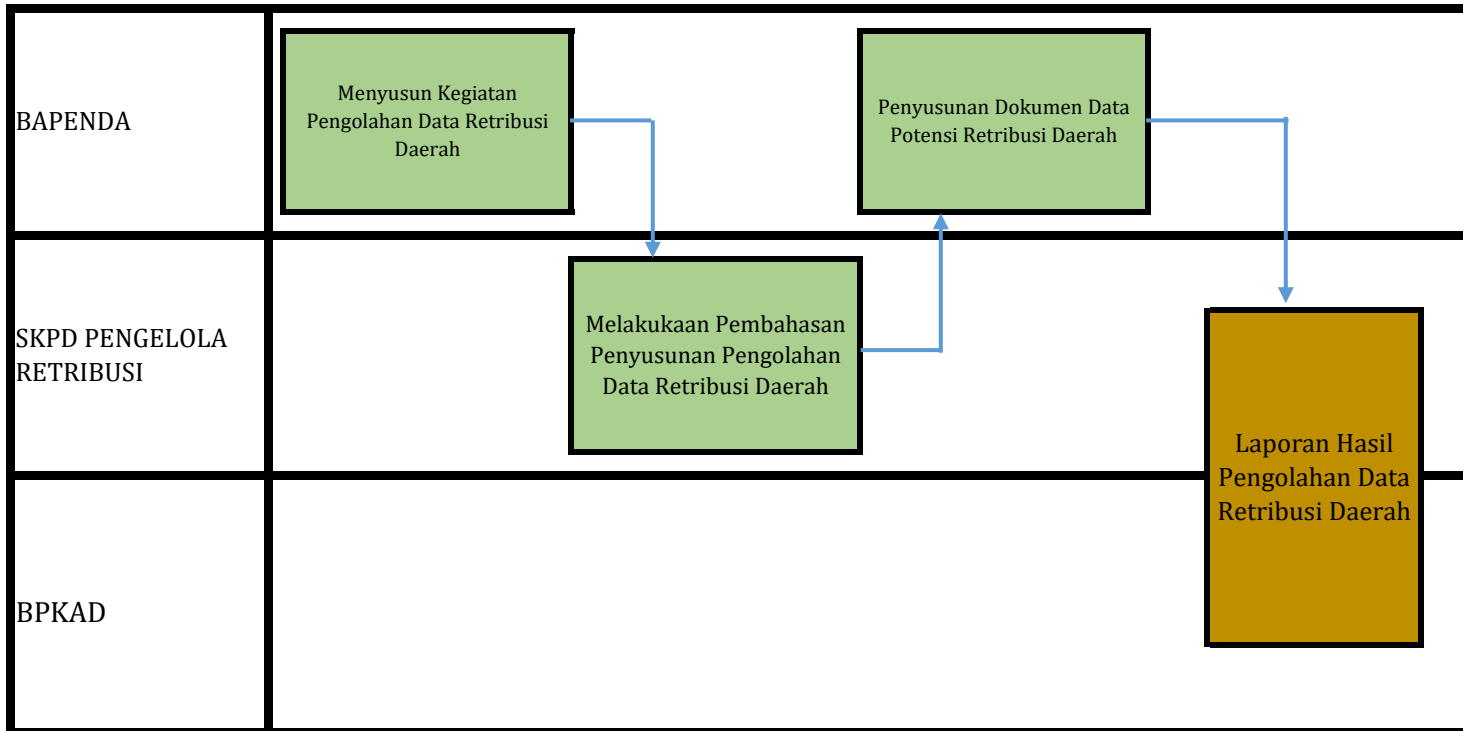 BAPENDA
Menyusun Kegiatan
Pengolahan Data Retribusi
Daerah
Penyusunan Dokumen Data
Potensi Retribusi Daerah
SKPD PENGELOLA
RETRIBUSI
Melakukaan Pembahasan
Penyusunan Pengolahan
Data Retribusi Daerah
Laporan Hasil
Pengolahan Data
Retribusi Daerah
BPKAD